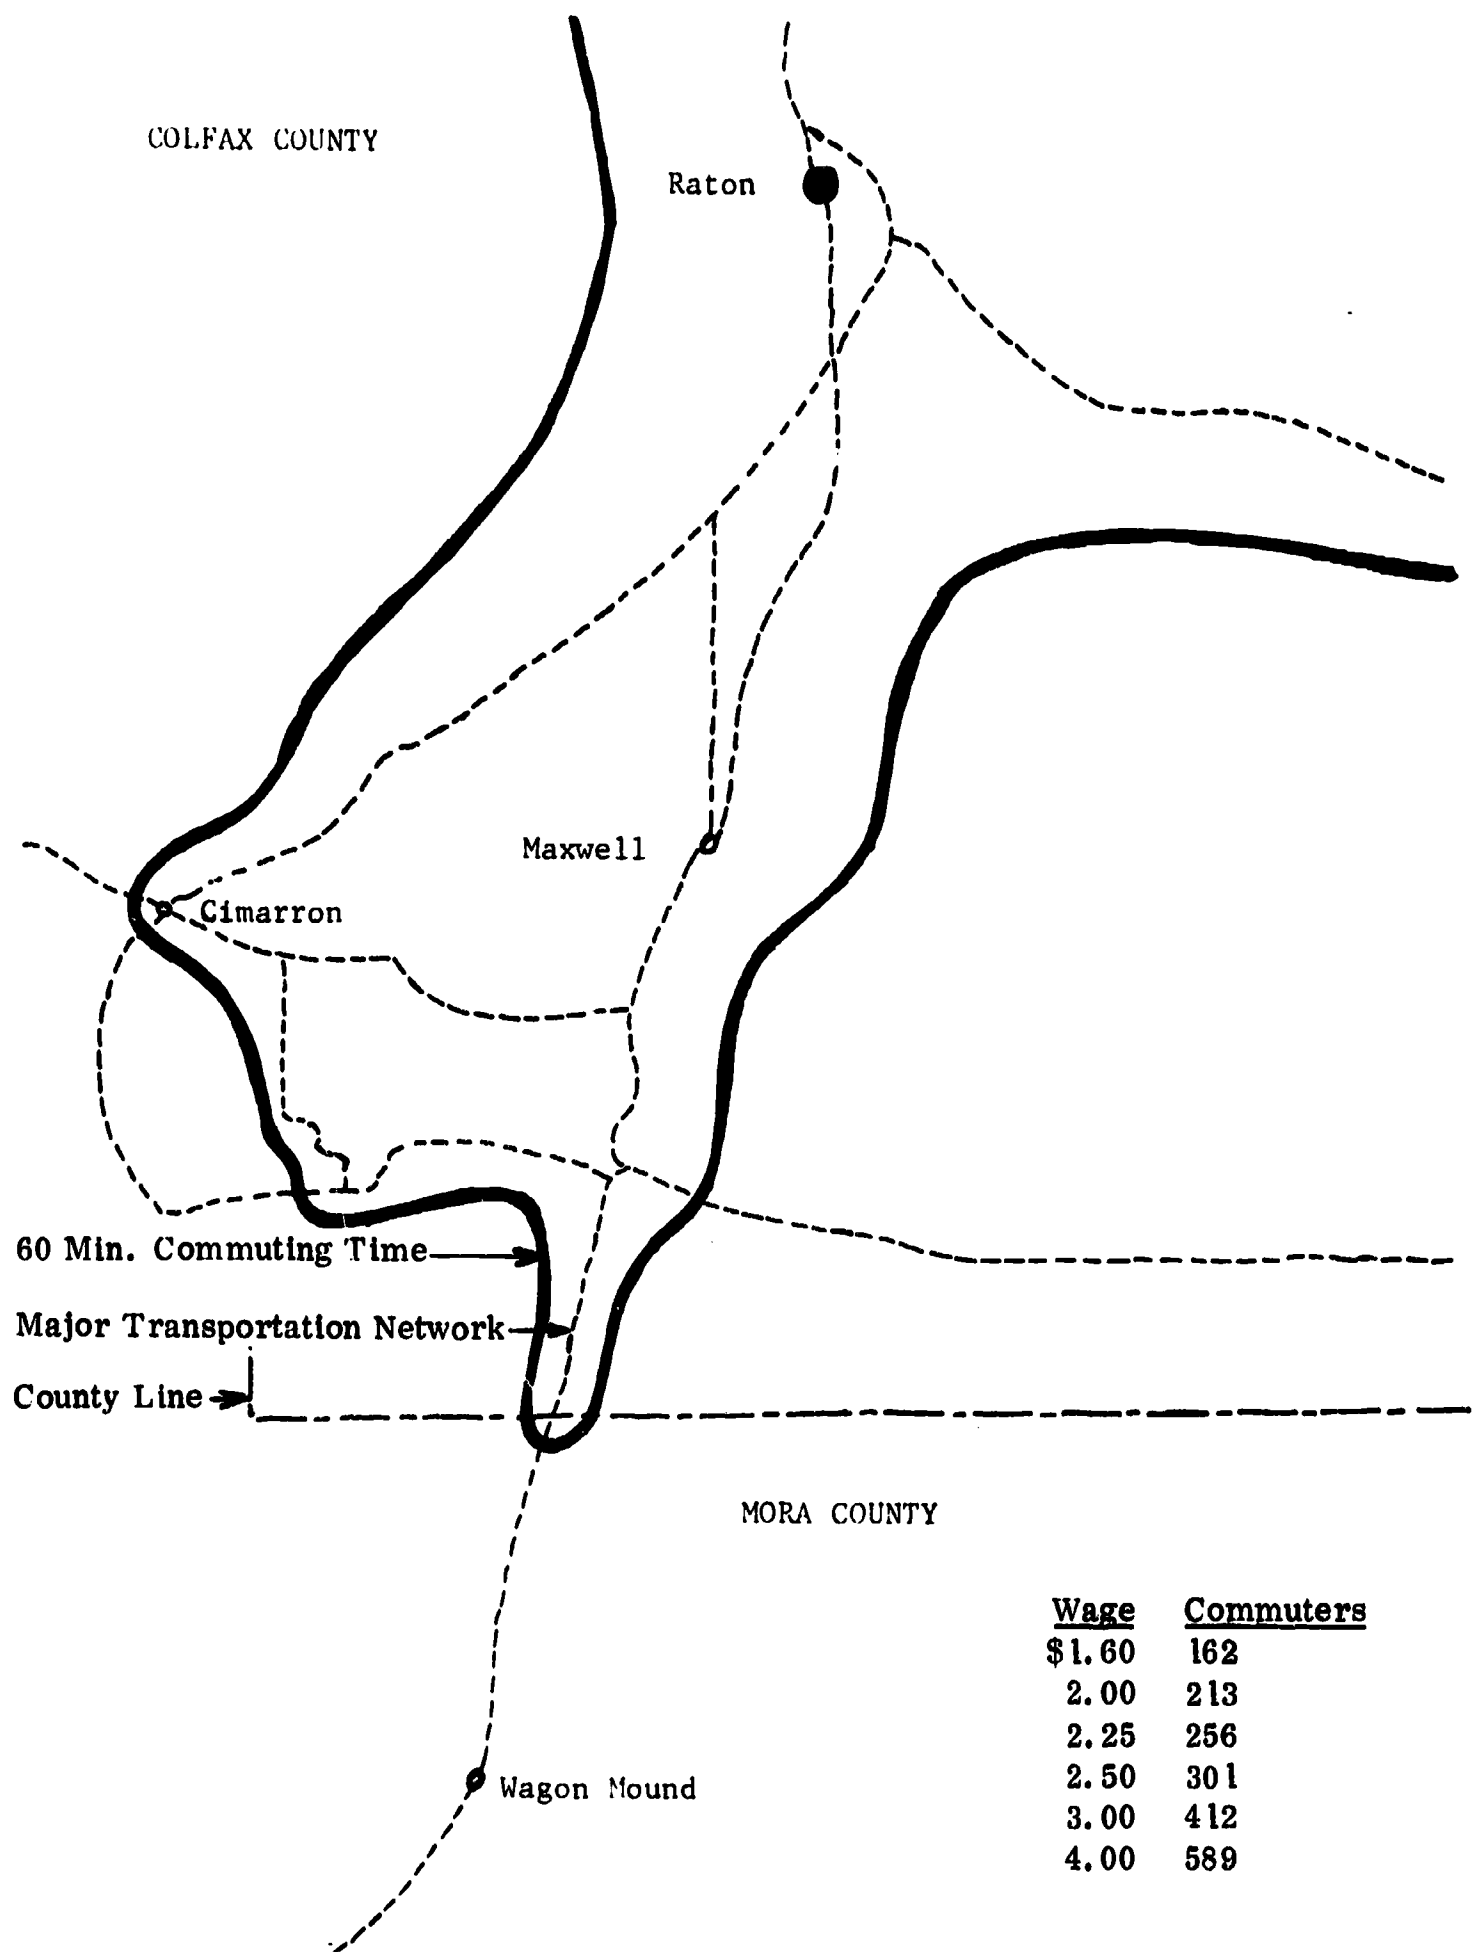 COLFAX COUNTY
Raton
Maxwell
Cimarron
60 Min. Commuting Time
Major Transportation Network
County Line
MORA COUNTY
Wage Commuters
$1.60 162
2.00 213
2.25 256
2.50 301
3.00 412
4.00 589
Wagon Mound